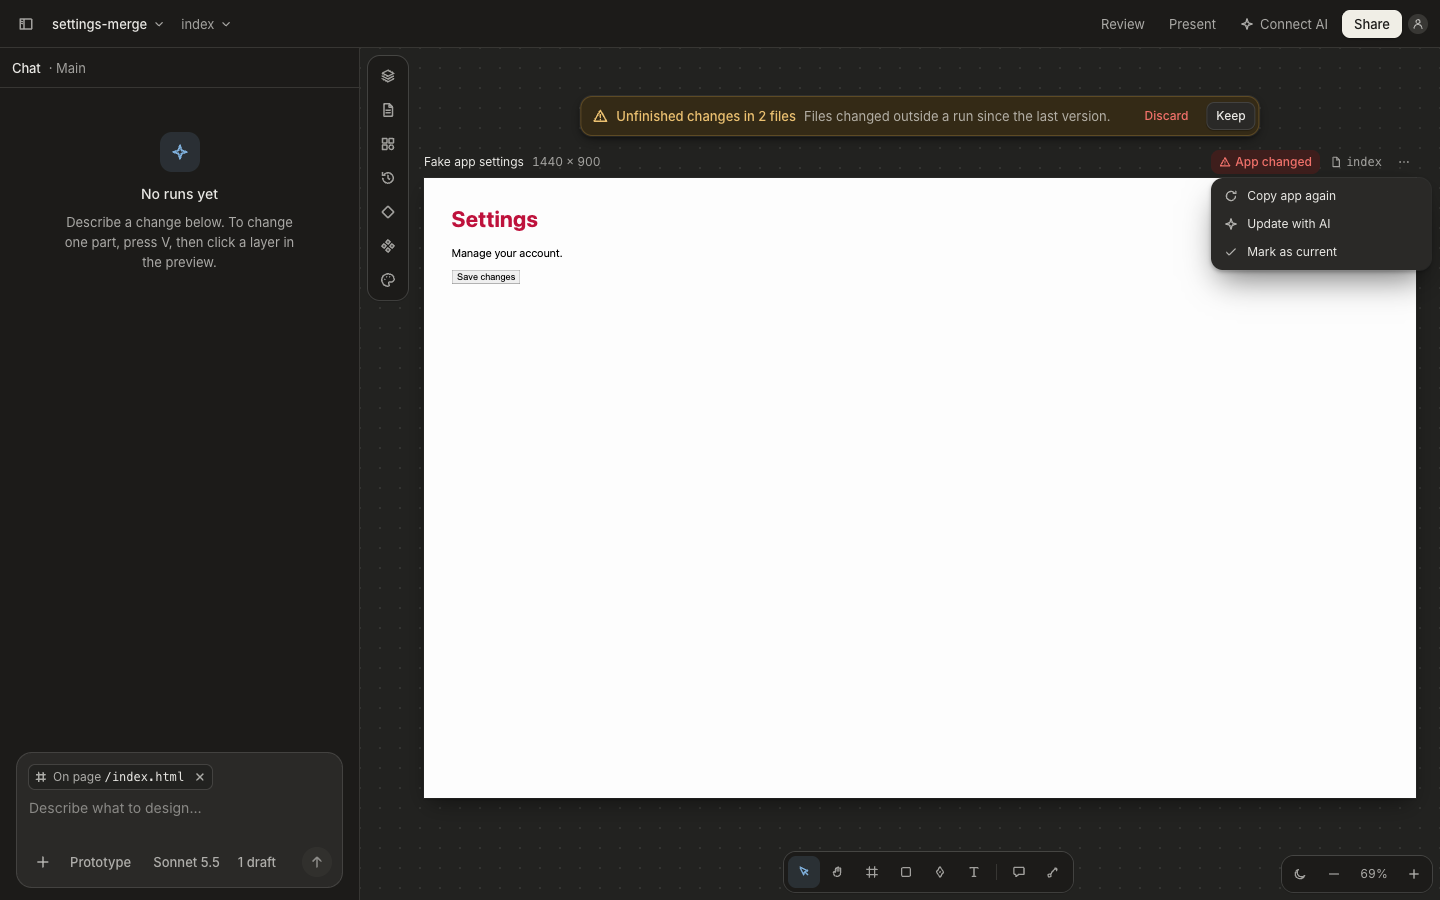 settings-merge
index
Review
Present
Connect AI
Share
Chat · Main
Unfinished changes in 2 files Files changed outside a run since the last version.
Discard
Keep
Fake app settings 1440 × 900
App changed
index
Copy app again
Update with AI
Mark as current
Settings
Manage your account.
Save changes
No runs yet
Describe a change below. To change
one part, press V, then click a layer in
the preview.
On page /index.html
Describe what to design...
Prototype
Sonnet 5.5
1 draft
69%